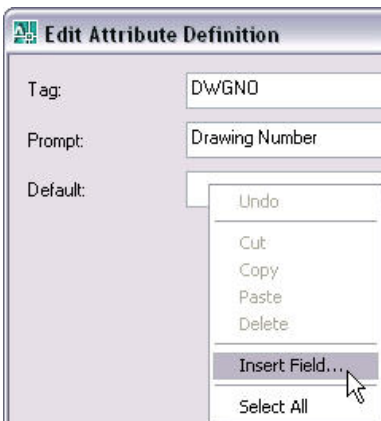 Edit Attribute Definition
Tag: DWGNO
Prompt: Drawing Number
Default:
Undo
Cut
Copy
Paste
Delete
Insert Field...
Select All